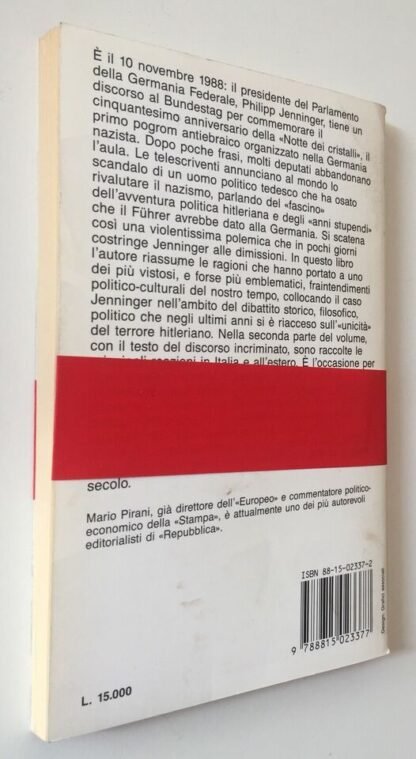 È il 10 novembre 1988: il presidente del Parlamento
della Germania Federale, Philipp Jenninger, tiene un
discorso al Bundestag per commemorare il
cinquantesimo anniversario della «Notte dei cristalli», il
primo pogrom antiebraico organizzato nella Germania
nazista. Dopo poche frasi, molti deputati abbandonano
l'aula. Le telescriventi annunciano al mondo lo
scandalo di un uomo politico tedesco che ha osato
rivalutare il nazismo, parlando del «fascino»
dell'avventura politica hitleriana e degli «anni stupendi»
che il Führer avrebbe dato alla Germania. Si scatena
così una violentissima polemica che in pochi giorni
costringe Jenninger alle dimissioni. In questo libro
l'autore riassume le ragioni che hanno portato a uno
dei più vistosi, e forse più emblematici, fraintendimenti
politico-culturali del nostro tempo, collocando il caso
Jenninger nell'ambito del dibattito storico, filosofico,
politico che negli ultimi anni si è riacceso sull'«unicità»
del terrore hitleriano. Nella seconda parte del volume,
con il testo del discorso incriminato, sono raccolte le
reazioni in Italia e all'estero. È l'occasione per
secolo.
Mario Pirani, già direttore dell'«Europeo» e commentatore politico-
economico della «Stampa», è attualmente uno dei più autorevoli
editorialisti di «Repubblica».
ISBN 88-15-02337-2
9 788815 023377
Design: Grafici associati
L. 15.000